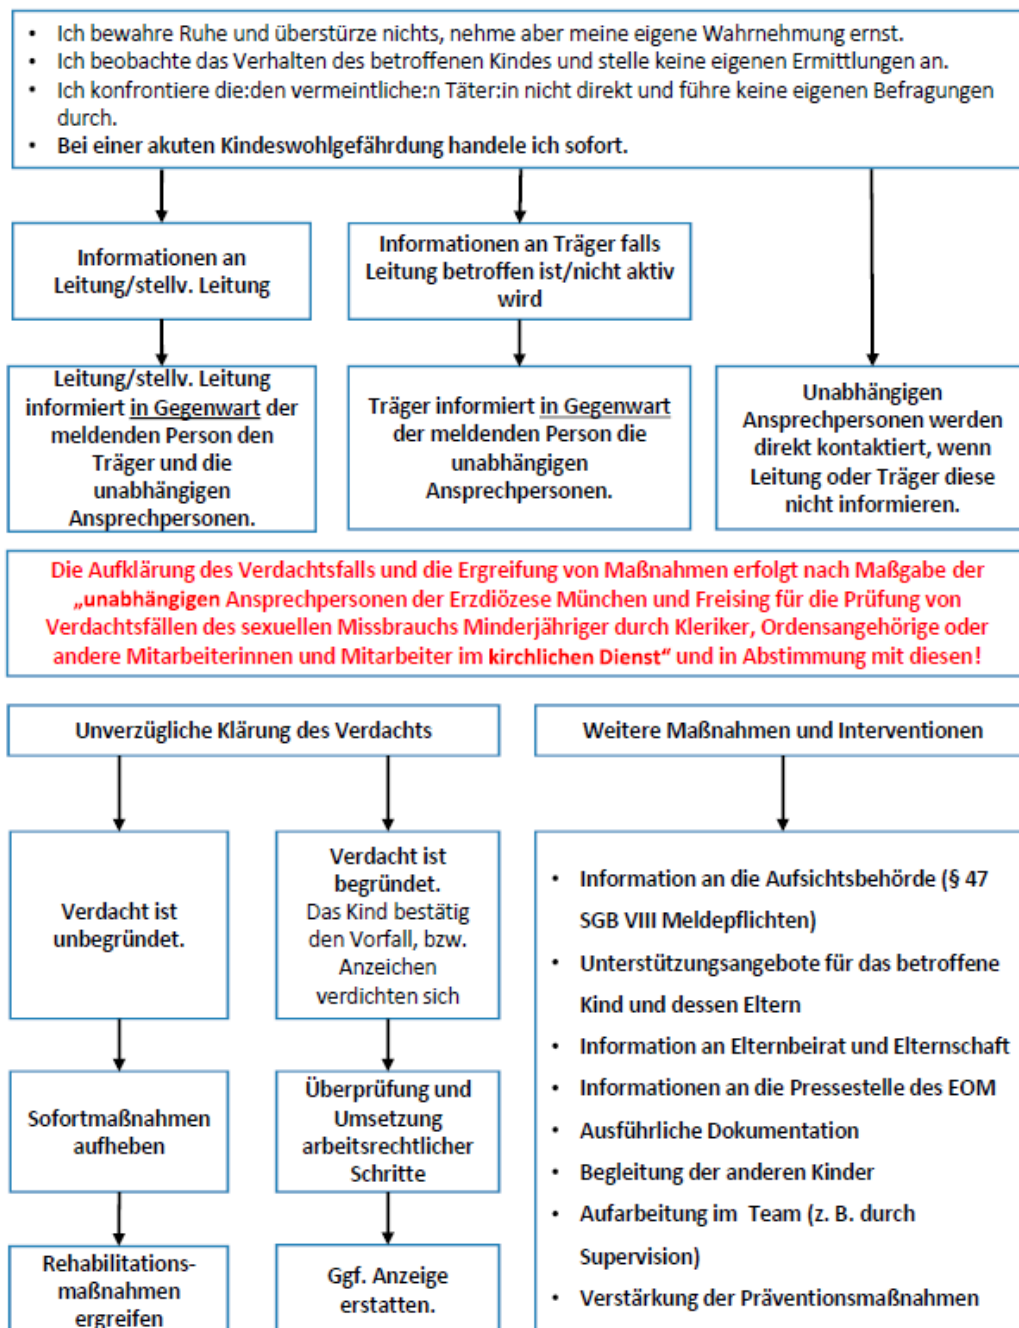 • Ich bewahre Ruhe und überstürze nichts, nehme aber meine eigene Wahrnehmung ernst.
• Ich beobachte das Verhalten des betroffenen Kindes und stelle keine eigenen Ermittlungen an.
• Ich konfrontiere die:den vermeintliche:n Täter:in nicht direkt und führe keine eigenen Befragungen
durch.
• Bei einer akuten Kindeswohlgefährdung handele ich sofort.
Informationen an
Leitung/stellv. Leitung
Informationen an Träger falls
Leitung betroffen ist/nicht aktiv
wird
Leitung/stellv. Leitung
informiert in Gegenwart der
meldenden Person den
Träger und die
unabhängigen
Ansprechpersonen.
Träger informiert in Gegenwart
der meldenden Person die
unabhängigen
Ansprechpersonen.
Unabhängigen
Ansprechpersonen werden
direkt kontaktiert, wenn
Leitung oder Träger diese
nicht informieren.
Die Aufklärung des Verdachtsfalls und die Ergreifung von Maßnahmen erfolgt nach Maßgabe der
„unabhängigen Ansprechpersonen der Erzdiözese München und Freising für die Prüfung von
Verdachtsfällen des sexuellen Missbrauchs Minderjähriger durch Kleriker, Ordensangehörige oder
andere Mitarbeiterinnen und Mitarbeiter im kirchlichen Dienst“ und in Abstimmung mit diesen!
Unverzügliche Klärung des Verdachts
Verdacht ist
unbegründet.
Sofortmaßnahmen
aufheben
Rehabilitations-
maßnahmen
ergreifen
Verdacht ist
begründet.
Das Kind bestätig
den Vorfall, bzw.
Anzeichen
verdichten sich
Überprüfung und
Umsetzung
arbeitsrechtlicher
Schritte
Ggf. Anzeige
erstatten.
Weitere Maßnahmen und Interventionen
• Information an die Aufsichtsbehörde (§ 47
SGB VIII Meldepflichten)
• Unterstützungsangebote für das betroffene
Kind und dessen Eltern
• Information an Elternbeirat und Elternschaft
• Informationen an die Pressestelle des EOM
• Ausführliche Dokumentation
• Begleitung der anderen Kinder
• Aufarbeitung im Team (z. B. durch
Supervision)
• Verstärkung der Präventionsmaßnahmen